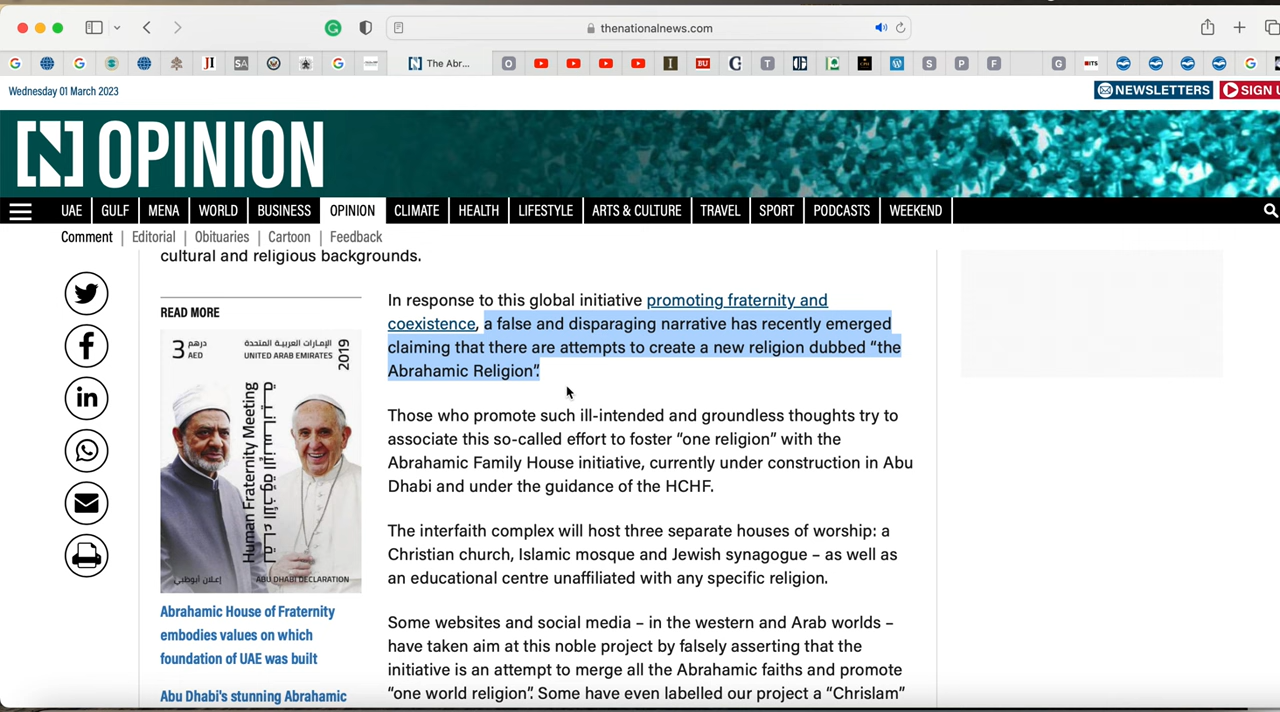 thenationalnews.com
The Abr...
Wednesday 01 March 2023
NEWSLETTERS
SIGN U
OPINION
UAE
GULF
MENA
WORLD
BUSINESS
OPINION
CLIMATE
HEALTH
LIFESTYLE
ARTS & CULTURE
TRAVEL
SPORT
PODCASTS
WEEKEND
Comment | Editorial | Obituaries | Cartoon | Feedback
cultural and religious backgrounds.
READ MORE
3 درهم AED
الإمارات العربية المتحدة
UNITED ARAB EMIRATES
2019
Human Fraternity Meeting
لقاء الأخوة الإنسانية
إعلان أبوظبي
ABU DHABI DECLARATION
Abrahamic House of Fraternity
embodies values on which
foundation of UAE was built
Abu Dhabi's stunning Abrahamic
In response to this global initiative promoting fraternity and
coexistence, a false and disparaging narrative has recently emerged
claiming that there are attempts to create a new religion dubbed “the
Abrahamic Religion”.
Those who promote such ill-intended and groundless thoughts try to
associate this so-called effort to foster “one religion” with the
Abrahamic Family House initiative, currently under construction in Abu
Dhabi and under the guidance of the HCHF.
The interfaith complex will host three separate houses of worship: a
Christian church, Islamic mosque and Jewish synagogue – as well as
an educational centre unaffiliated with any specific religion.
Some websites and social media – in the western and Arab worlds –
have taken aim at this noble project by falsely asserting that the
initiative is an attempt to merge all the Abrahamic faiths and promote
“one world religion”. Some have even labelled our project a “Chrislam”